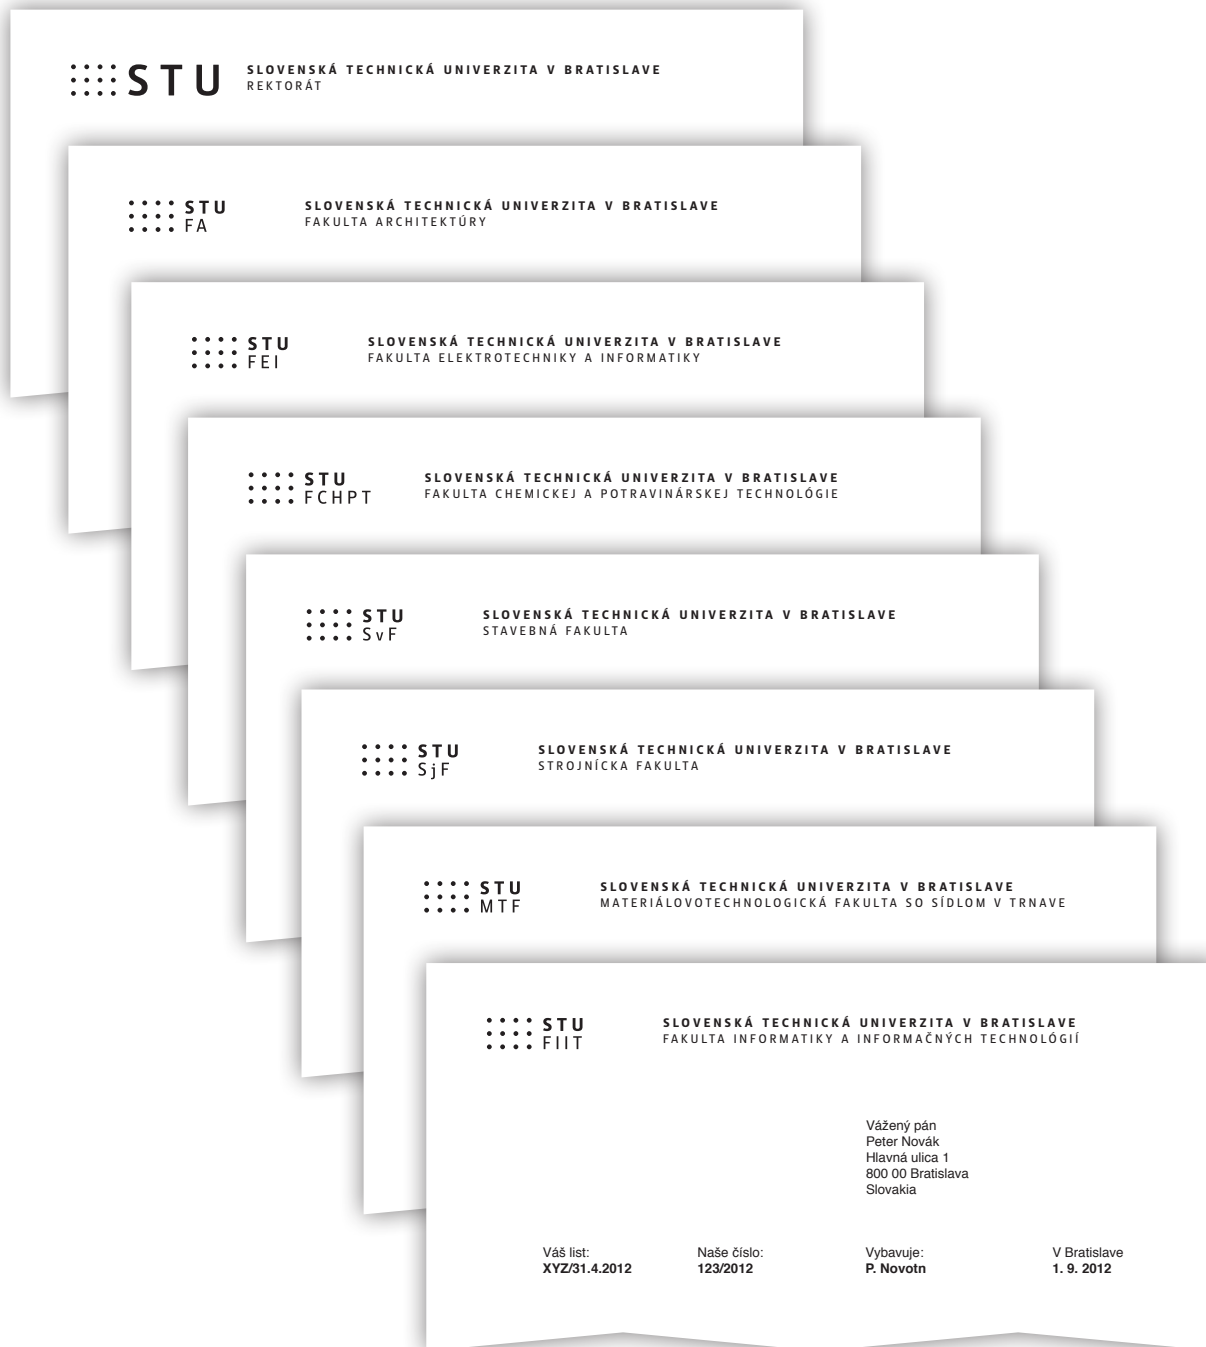 STU SLOVENSKÁ TECHNICKÁ UNIVERZITA V BRATISLAVE
REKTORÁT
STU SLOVENSKÁ TECHNICKÁ UNIVERZITA V BRATISLAVE
FA FAKULTA ARCHITEKTÚRY
STU SLOVENSKÁ TECHNICKÁ UNIVERZITA V BRATISLAVE
FEI FAKULTA ELEKTROTECHNIKY A INFORMATIKY
STU SLOVENSKÁ TECHNICKÁ UNIVERZITA V BRATISLAVE
FCHPT FAKULTA CHEMICKEJ A POTRAVINÁRSKEJ TECHNOLÓGIE
STU SLOVENSKÁ TECHNICKÁ UNIVERZITA V BRATISLAVE
SvF STAVEBNÁ FAKULTA
STU SLOVENSKÁ TECHNICKÁ UNIVERZITA V BRATISLAVE
SjF STROJNÍCKA FAKULTA
STU SLOVENSKÁ TECHNICKÁ UNIVERZITA V BRATISLAVE
MTF MATERIÁLOVOTECHNOLOGICKÁ FAKULTA SO SÍDLOM V TRNAVE
STU SLOVENSKÁ TECHNICKÁ UNIVERZITA V BRATISLAVE
FIIT FAKULTA INFORMATIKY A INFORMAČNÝCH TECHNOLÓGIÍ
Vážený pán
Peter Novák
Hlavná ulica 1
800 00 Bratislava
Slovakia
Váš list: Naše číslo: Vybavuje: V Bratislave
XYZ/31.4.2012 123/2012 P. Novotn 1. 9. 2012